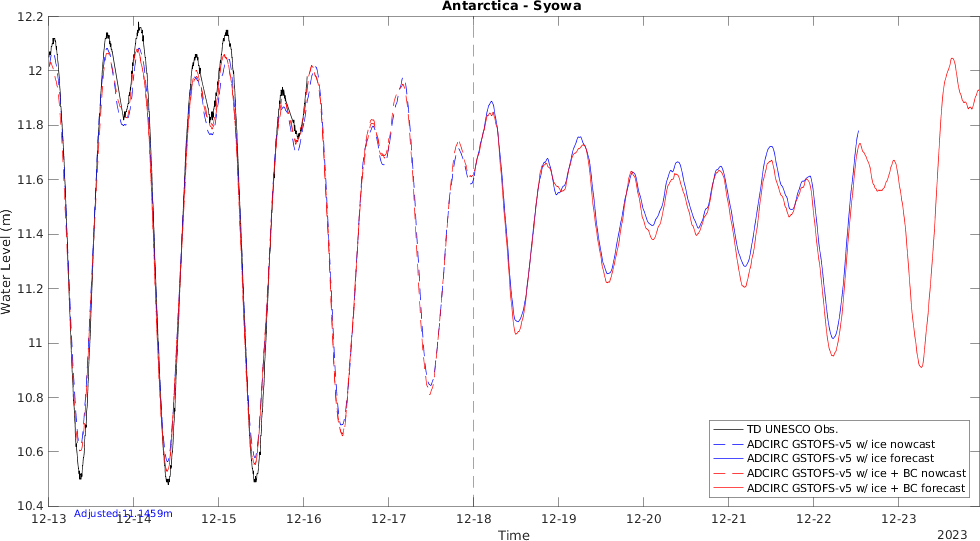 Antarctica - Syowa
12.2
12
11.8
11.6
11.4
11.2
11
10.8
10.6
10.4
Water Level (m)
TD UNESCO Obs.
ADCIRC GSTOFS-v5 w/ ice nowcast
ADCIRC GSTOFS-v5 w/ ice forecast
ADCIRC GSTOFS-v5 w/ ice + BC nowcast
ADCIRC GSTOFS-v5 w/ ice + BC forecast
Adjusted:11.1459m
12-13 12-14 12-15 12-16 12-17 12-18 12-19 12-20 12-21 12-22 12-23
Time
2023